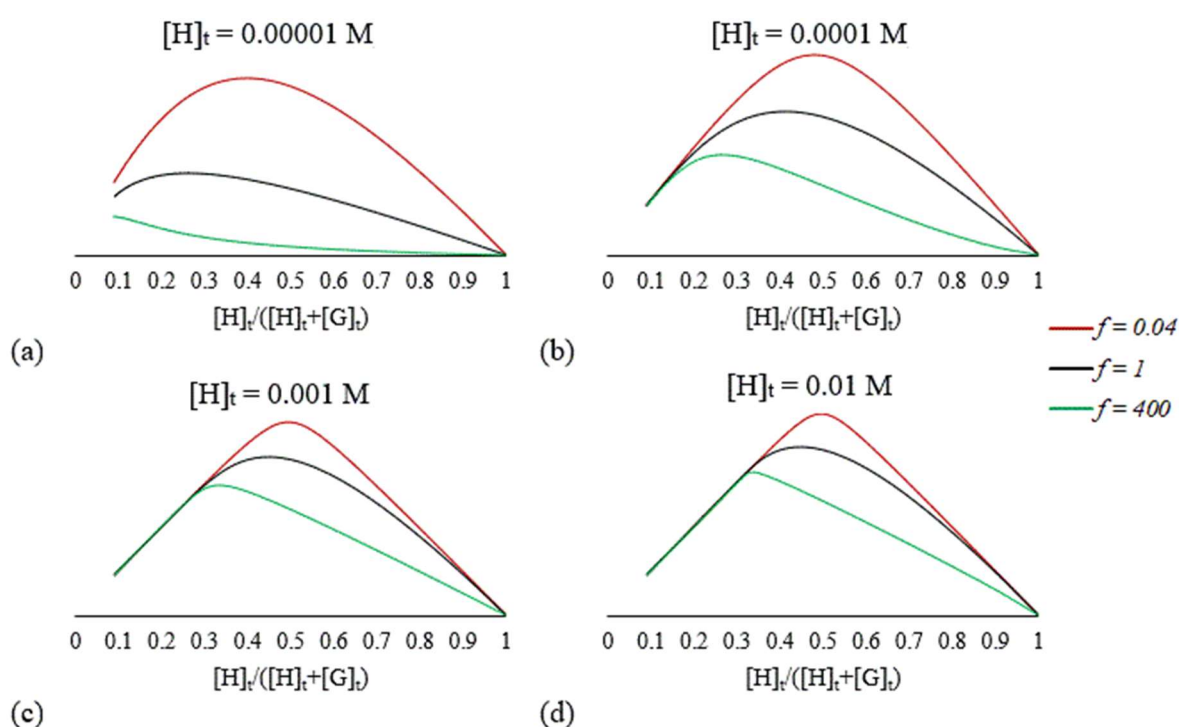 [H]t = 0.00001 M
0 0.1 0.2 0.3 0.4 0.5 0.6 0.7 0.8 0.9 1
[H]t/([H]t+[G]t)
(a)
[H]t = 0.0001 M
0 0.1 0.2 0.3 0.4 0.5 0.6 0.7 0.8 0.9 1
[H]t/([H]t+[G]t)
(b)
f = 0.04
f = 1
f = 400
[H]t = 0.001 M
0 0.1 0.2 0.3 0.4 0.5 0.6 0.7 0.8 0.9 1
[H]t/([H]t+[G]t)
(c)
[H]t = 0.01 M
0 0.1 0.2 0.3 0.4 0.5 0.6 0.7 0.8 0.9 1
[H]t/([H]t+[G]t)
(d)